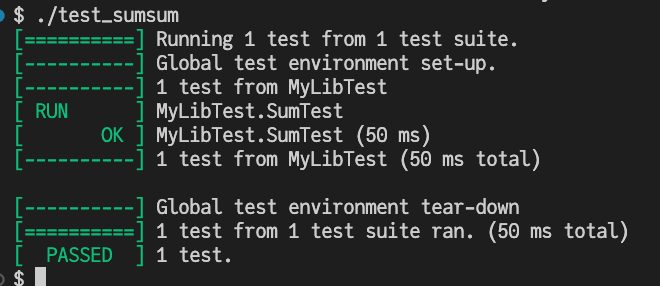 $ ./test_sumsum
[==========] Running 1 test from 1 test suite.
[----------] Global test environment set-up.
[----------] 1 test from MyLibTest
[ RUN      ] MyLibTest.SumTest
[       OK ] MyLibTest.SumTest (50 ms)
[----------] 1 test from MyLibTest (50 ms total)

[----------] Global test environment tear-down
[==========] 1 test from 1 test suite ran. (50 ms total)
[  PASSED  ] 1 test.
$